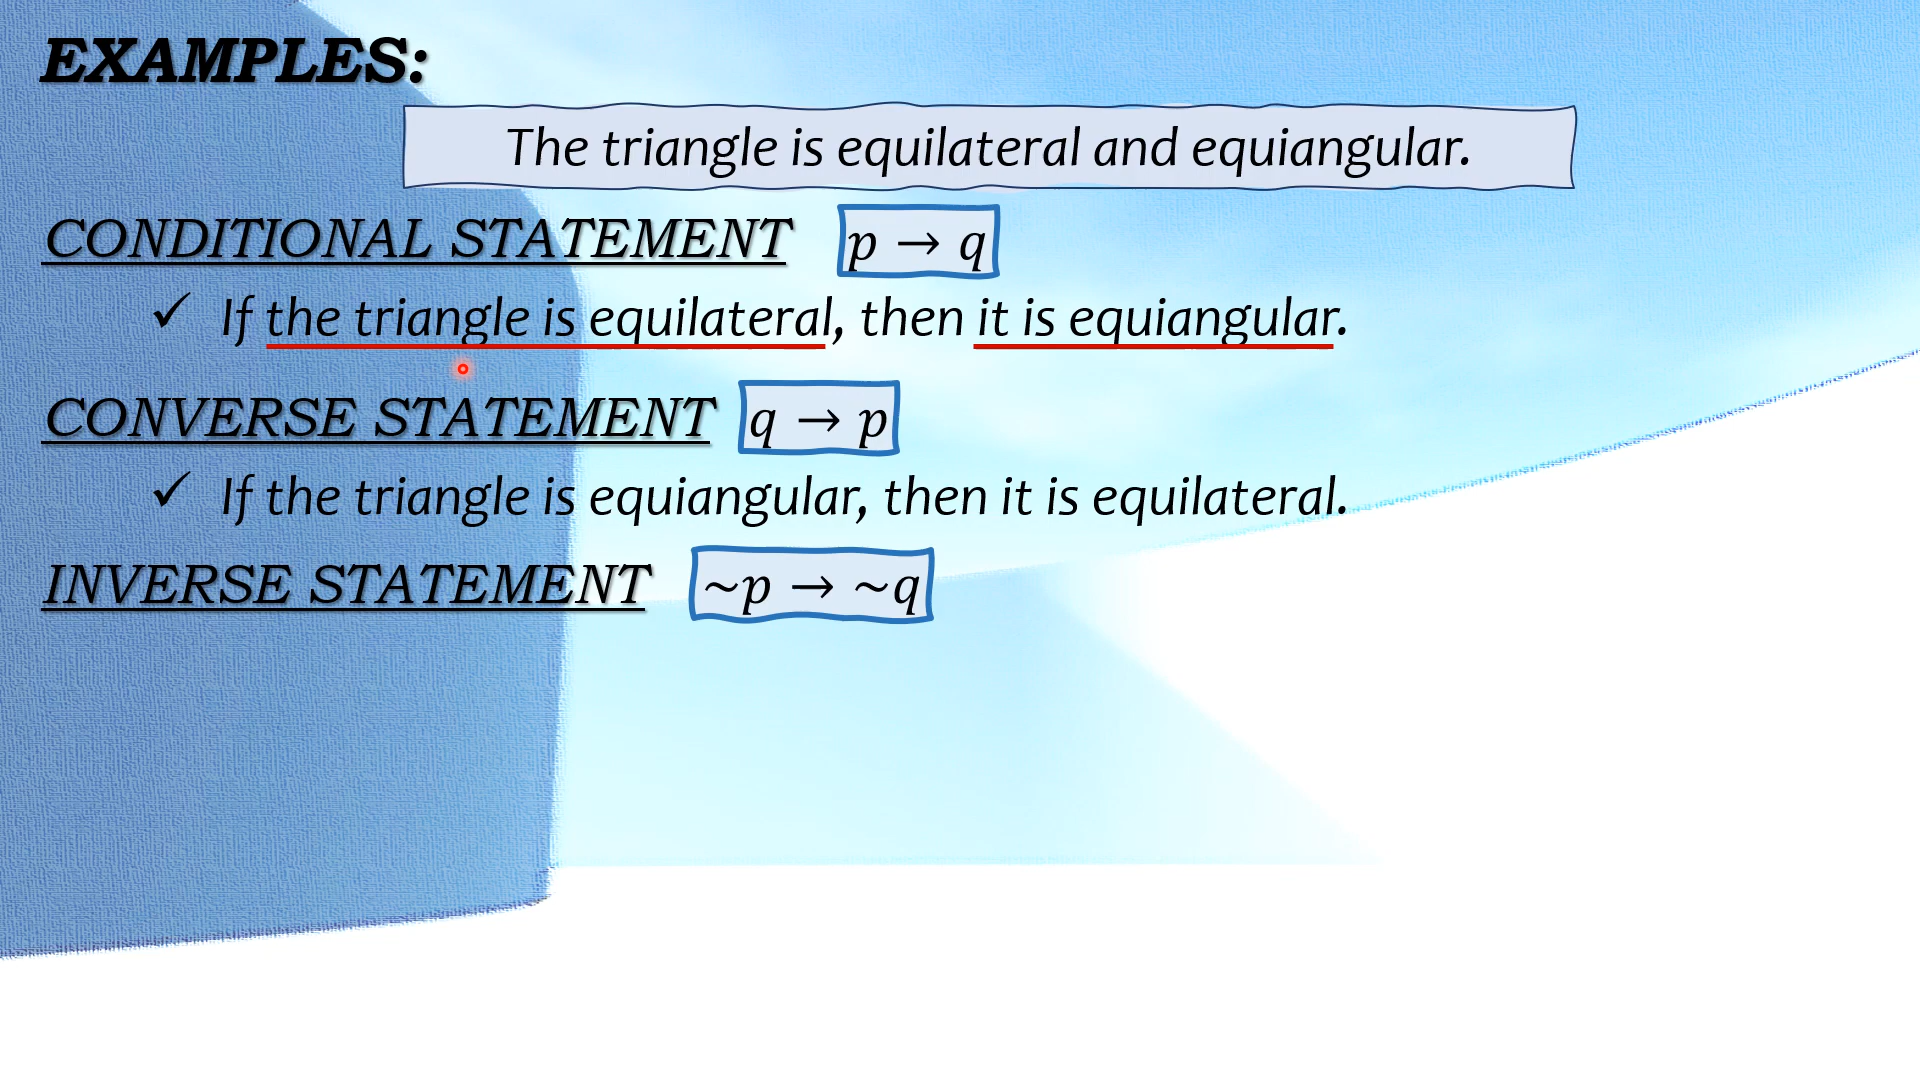 EXAMPLES:
The triangle is equilateral and equiangular.
CONDITIONAL STATEMENT p → q
✓ If the triangle is equilateral, then it is equiangular.
CONVERSE STATEMENT q → p
✓ If the triangle is equiangular, then it is equilateral.
INVERSE STATEMENT ~p → ~q